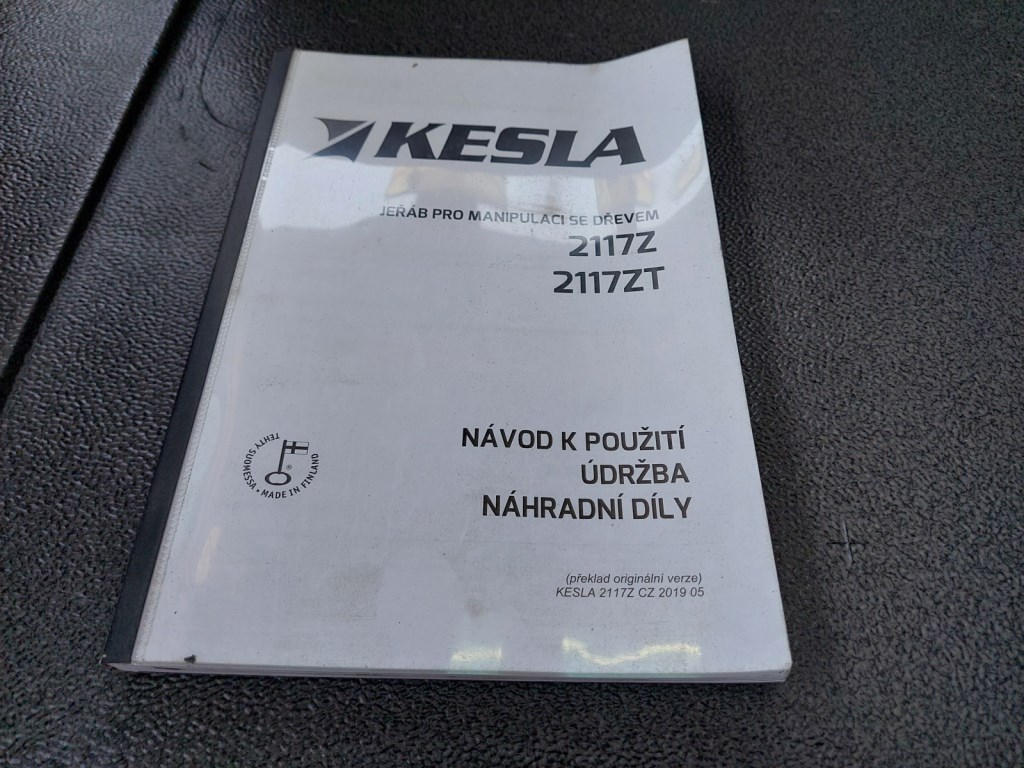 KESLA
JEŘÁB PRO MANIPULACI SE DŘEVEM
2117Z
2117ZT
TEHTY SUOMESSA • MADE IN FINLAND
®
NÁVOD K POUŽITÍ
ÚDRŽBA
NÁHRADNÍ DÍLY
(překlad originální verze)
KESLA 2117Z CZ 2019 05